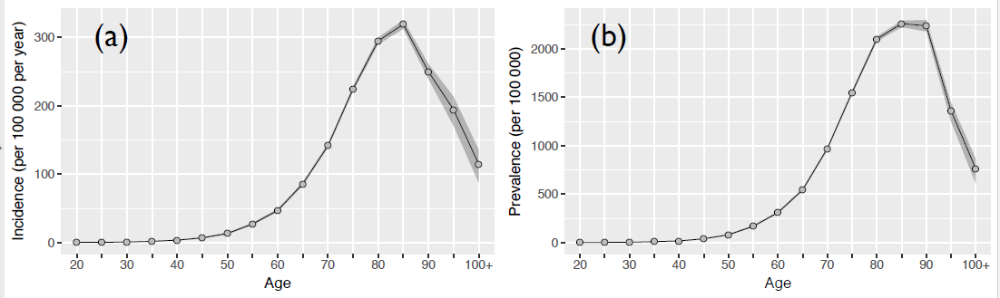 (a)
Incidence (per 100 000 per year)
300
200
100
0
20 30 40 50 60 70 80 90 100+
Age
(b)
Prevalence (per 100 000)
2000
1500
1000
500
0
20 30 40 50 60 70 80 90 100+
Age